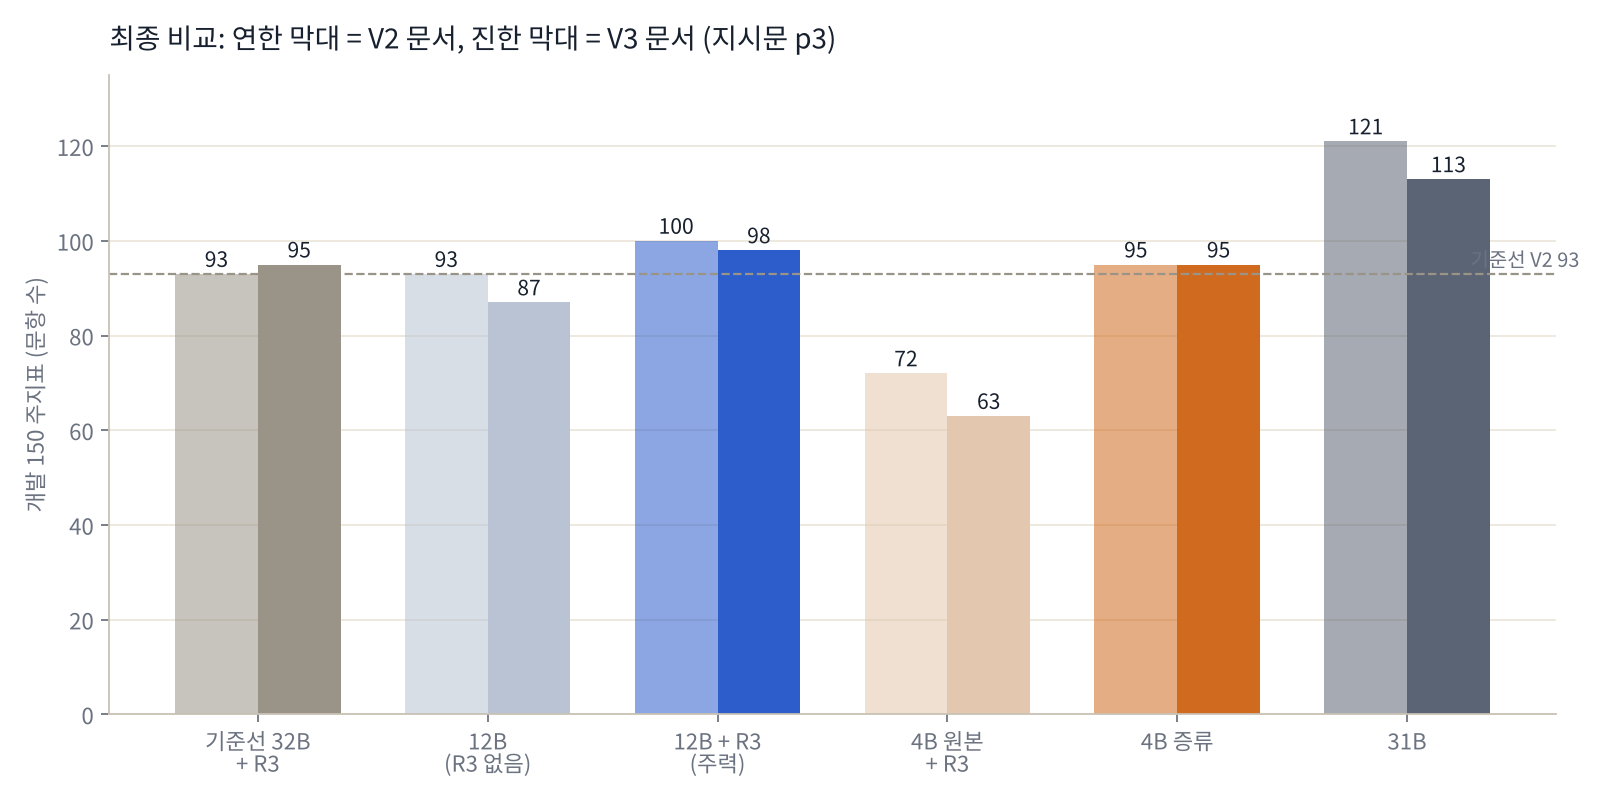 최종 비교: 연한 막대 = V2 문서, 진한 막대 = V3 문서 (지시문 p3)
개발 150 주지표 (문항 수)
120
100
80
60
40
20
0
93
95
93
87
100
98
72
63
95
95
121
113
기준선 V2 93
기준선 32B
+ R3
12B
(R3 없음)
12B + R3
(주력)
4B 원본
+ R3
4B 증류
31B